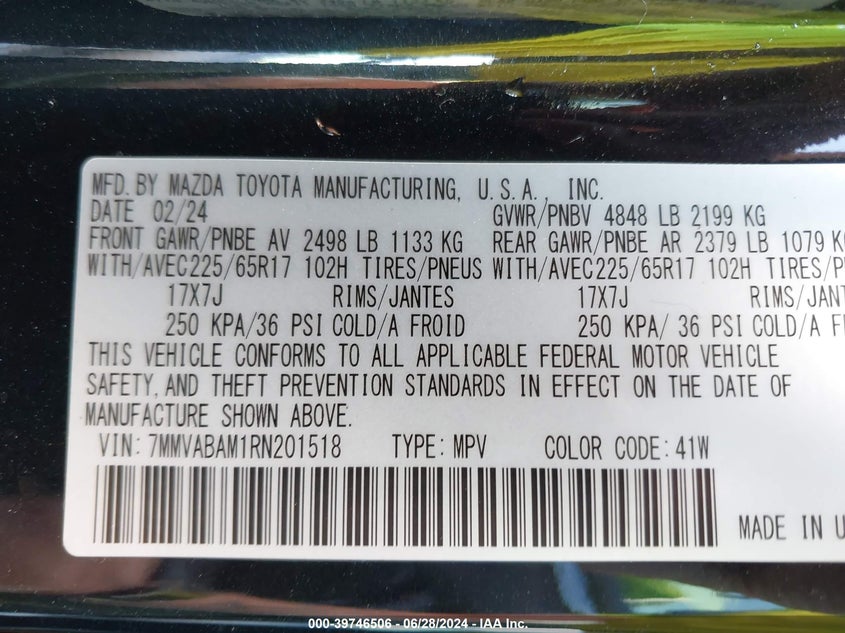 MFD. BY MAZDA TOYOTA MANUFACTURING, U.S.A., INC.
DATE 02/24 GVWR/PNBV 4848 LB 2199 KG
FRONT GAWR/PNBE AV 2498 LB 1133 KG REAR GAWR/PNBE AR 2379 LB 1079 K
WITH/AVEC225/65R17 102H TIRES/PNEUS WITH/AVEC225/65R17 102H TIRES/P
17X7J RIMS/JANTES 17X7J RIMS/JAN
250 KPA/36 PSI COLD/A FROID 250 KPA/ 36 PSI COLD/A F
THIS VEHICLE CONFORMS TO ALL APPLICABLE FEDERAL MOTOR VEHICLE
SAFETY, AND THEFT PREVENTION STANDARDS IN EFFECT ON THE DATE OF
MANUFACTURE SHOWN ABOVE.
VIN: 7MMVABAM1RN201518 TYPE: MPV COLOR CODE: 41W
MADE IN U
000-39746506 - 06/28/2024 - IAA Inc.